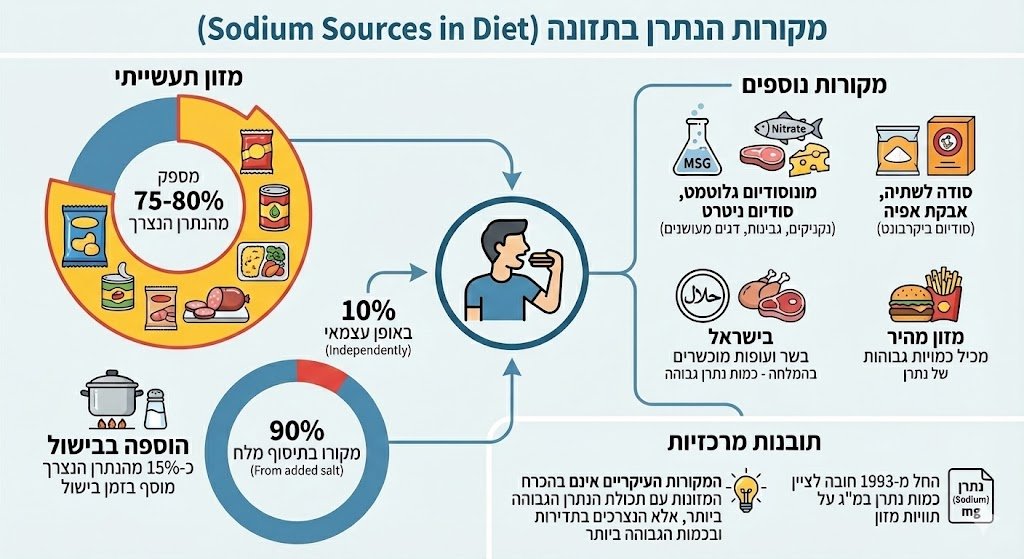 מקורות הנתרן בתזונה (Sodium Sources in Diet)
מזון תעשייתי
מספק
75-80%
מהנתרן הנצרך
10%
באופן עצמאי
(Independently)
הוספה בבישול
כ-15% מהנתרן הנצרך
מוסף בזמן בישול
90%
מקורו בתיסוף מלח
(From added salt)
מקורות נוספים
MSG
Nitrate
מונוסודיום גלוטמט,
סודיום ניטרט
(נקניקים, גבינות, דגים מעושנים)
סודה לשתיה,
אבקת אפיה
(סודיום ביקרבונט)
חלל
בישראל
בשר ועופות מוכשרים
בהמלחה - כמות נתרן גבוהה
מזון מהיר
מכיל כמויות גבוהות
של נתרן
תובנות מרכזיות
החל מ-1993 חובה לציין
כמות נתרן במ"ג על
תוויות מזון
נתרן
(Sodium)
mg
המקורות העיקריים אינם בהכרח
המזונות עם תכולת הנתרן הגבוהה
ביותר, אלא הנצרכים בתדירות
ובכמות הגבוהה ביותר